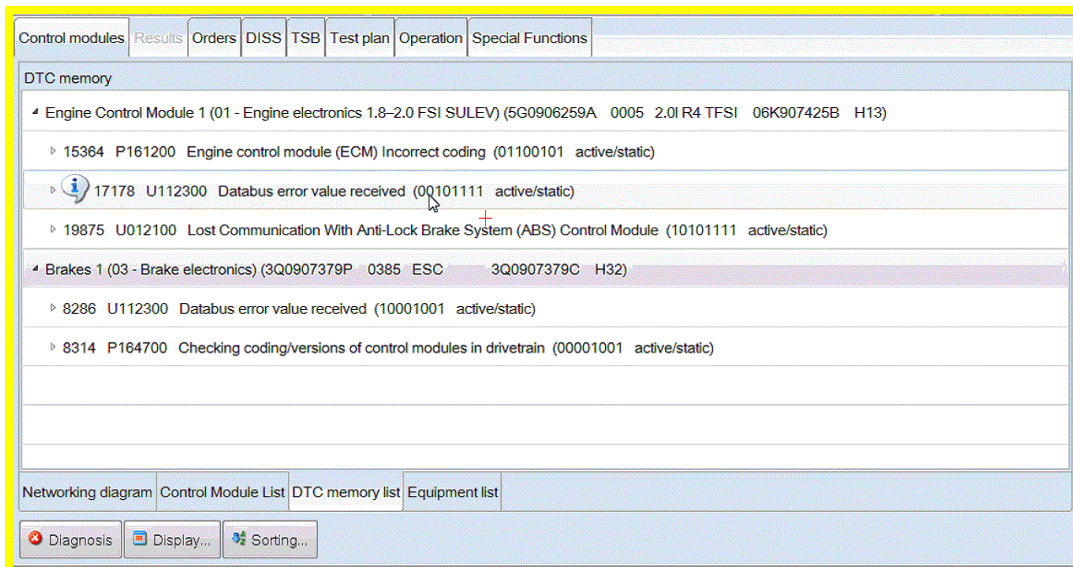 Control modules Results Orders DISS TSB Test plan Operation Special Functions
DTC memory
Engine Control Module 1 (01 - Engine electronics 1.8–2.0 FSI SULEV) (5G0906259A 0005 2.0l R4 TFSI 06K907425B H13)
15364 P161200 Engine control module (ECM) Incorrect coding (01100101 active/static)
17178 U112300 Databus error value received (00101111 active/static)
19875 U012100 Lost Communication With Anti-Lock Brake System (ABS) Control Module (10101111 active/static)
Brakes 1 (03 - Brake electronics) (3Q0907379P 0385 ESC 3Q0907379C H32)
8286 U112300 Databus error value received (10001001 active/static)
8314 P164700 Checking coding/versions of control modules in drivetrain (00001001 active/static)
Networking diagram Control Module List DTC memory list Equipment list
Diagnosis Display... Sorting...